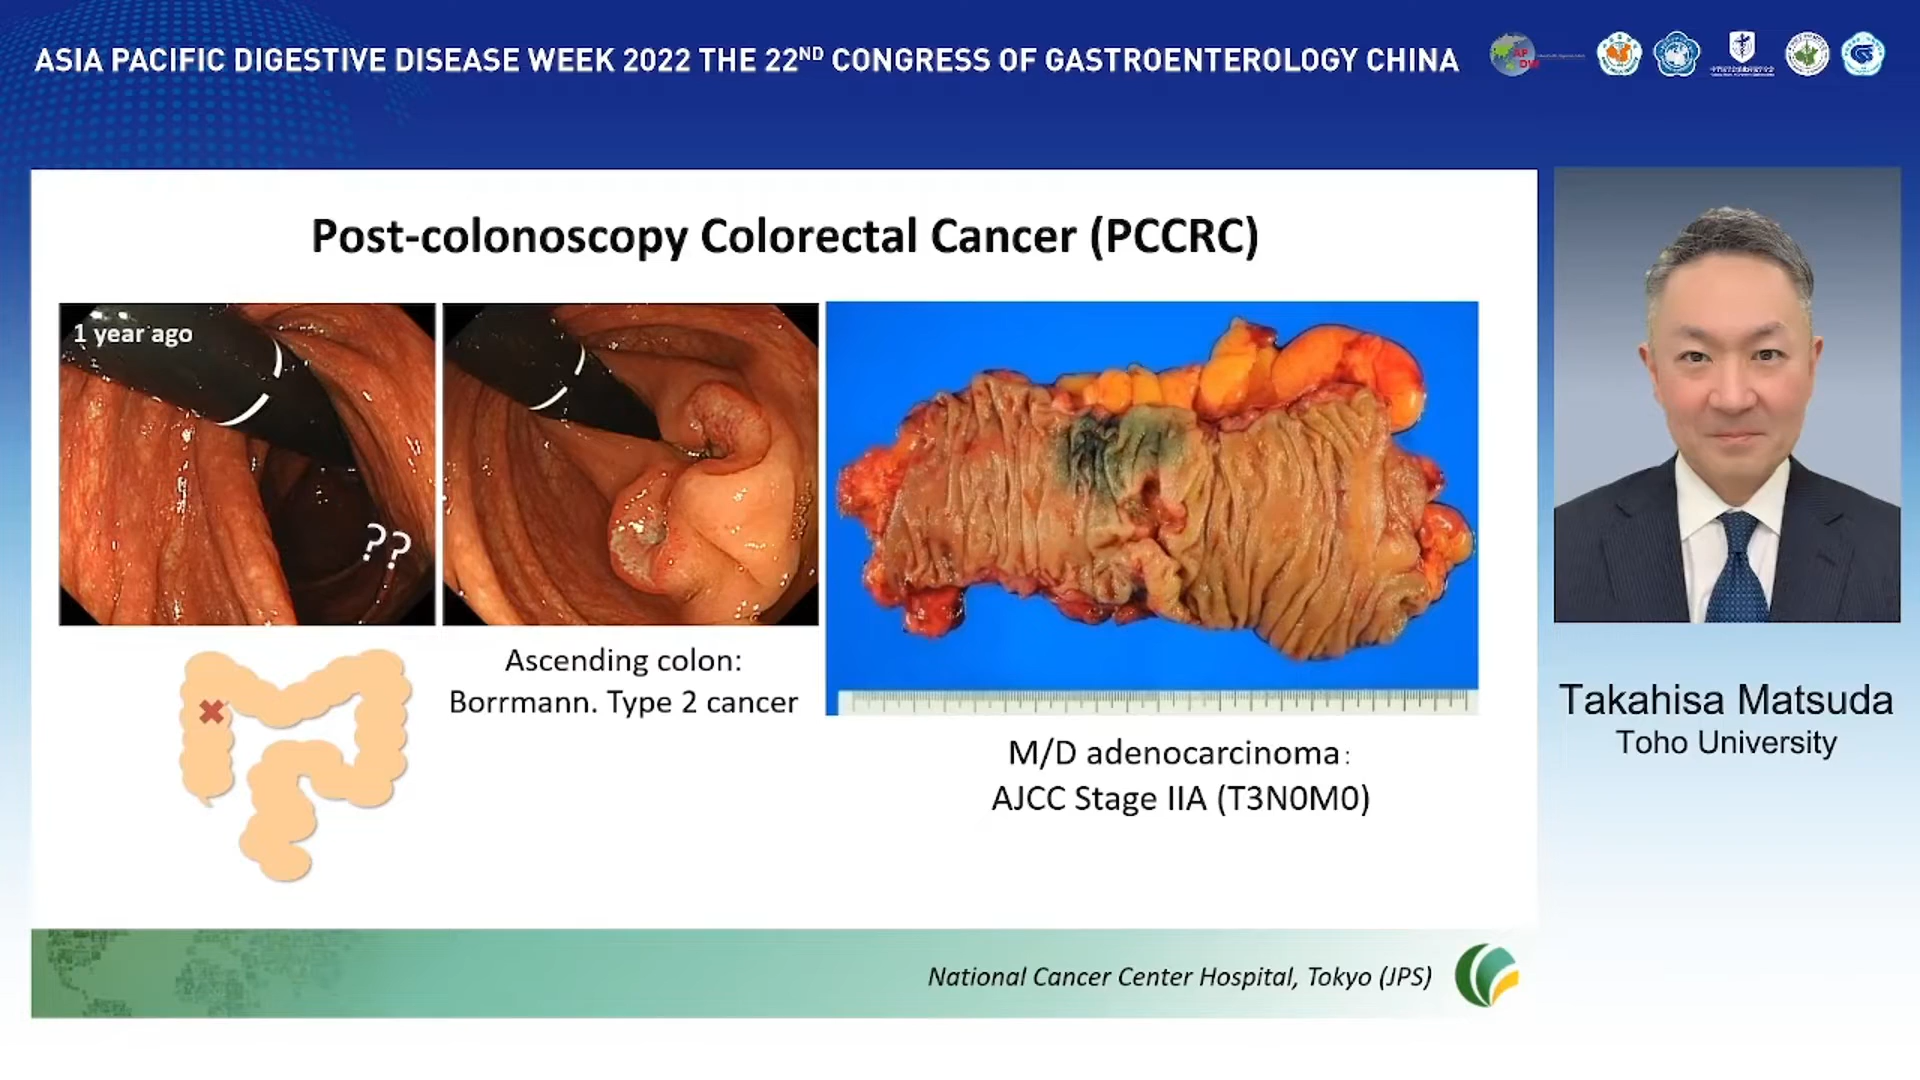 ASIA PACIFIC DIGESTIVE DISEASE WEEK 2022 THE 22ND CONGRESS OF GASTROENTEROLOGY CHINA
Post-colonoscopy Colorectal Cancer (PCCRC)
1 year ago
??
Ascending colon:
Borrmann. Type 2 cancer
M/D adenocarcinoma:
AJCC Stage IIA (T3N0M0)
National Cancer Center Hospital, Tokyo (JPS)
Takahisa Matsuda
Toho University